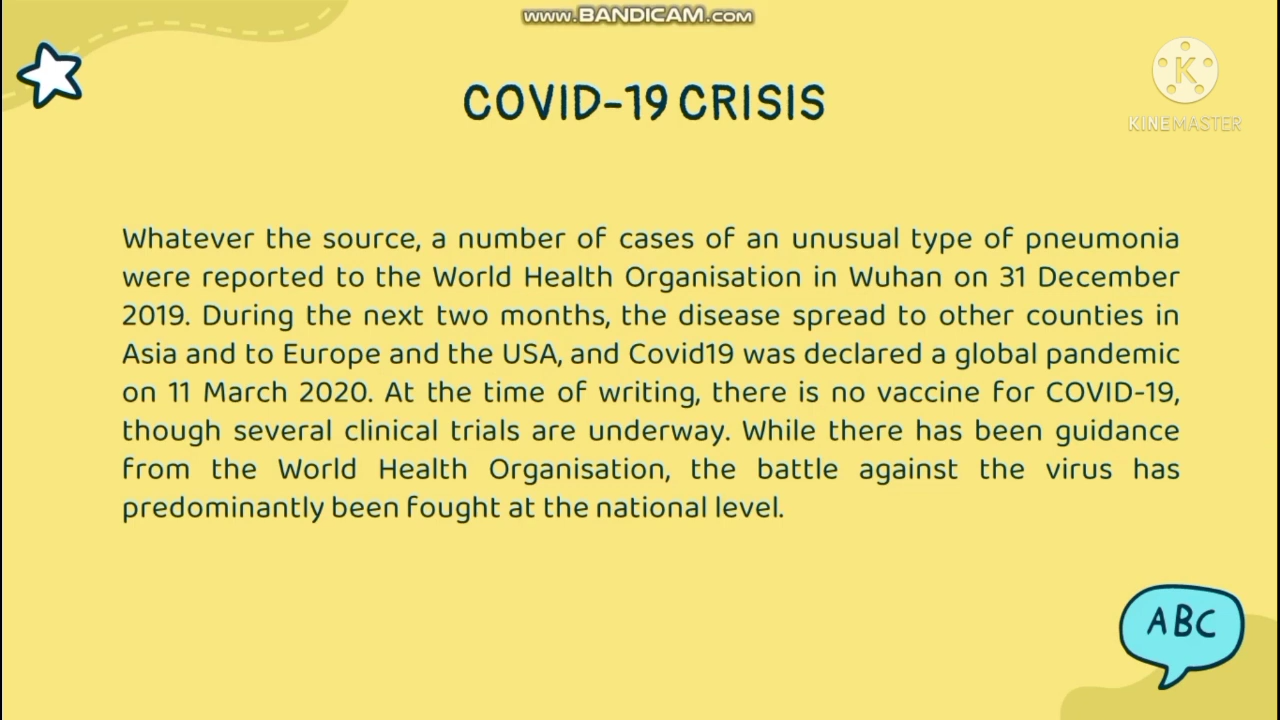 WWW.BANDICAM.COM
K
KINEMASTER
COVID-19 CRISIS
Whatever the source, a number of cases of an unusual type of pneumonia
were reported to the World Health Organisation in Wuhan on 31 December
2019. During the next two months, the disease spread to other counties in
Asia and to Europe and the USA, and Covid19 was declared a global pandemic
on 11 March 2020. At the time of writing, there is no vaccine for COVID-19,
though several clinical trials are underway. While there has been guidance
from the World Health Organisation, the battle against the virus has
predominantly been fought at the national level.
ABC